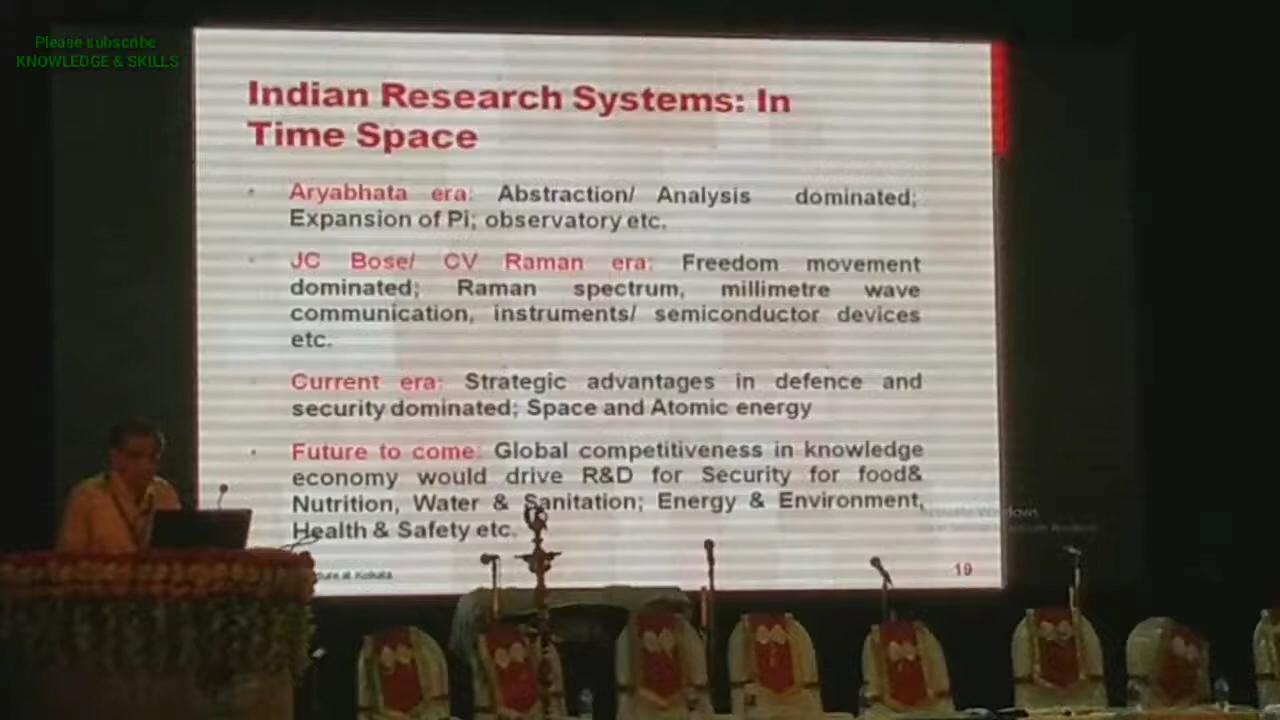 Please subscribe
KNOWLEDGE & SKILLS
Indian Research Systems: In
Time Space
Aryabhata era: Abstraction/ Analysis dominated;
Expansion of Pi; observatory etc.
JC Bose/ CV Raman era: Freedom movement
dominated; Raman spectrum, millimetre wave
communication, instruments/ semiconductor devices
etc.
Current era: Strategic advantages in defence and
security dominated; Space and Atomic energy
Future to come: Global competitiveness in knowledge
economy would drive R&D for Security for food&
Nutrition, Water & Sanitation; Energy & Environment,
Health & Safety etc.
at Kolkata
19